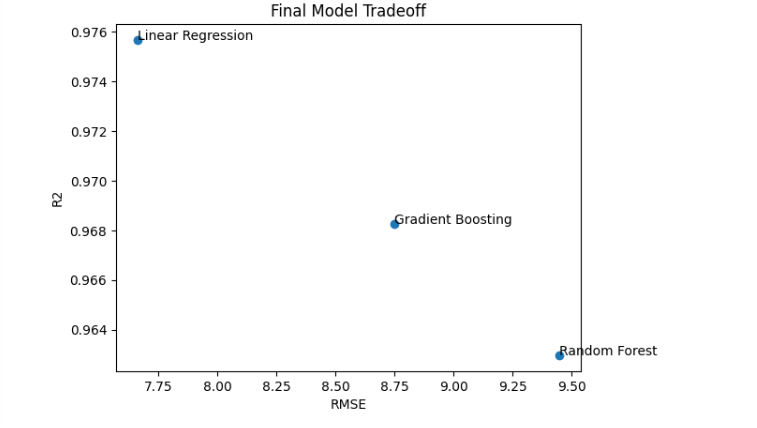 Final Model Tradeoff
0.976
Linear Regression
0.974
0.972
0.970
R2
Gradient Boosting
0.968
0.966
0.964
Random Forest
7.75 8.00 8.25 8.50 8.75 9.00 9.25 9.50
RMSE